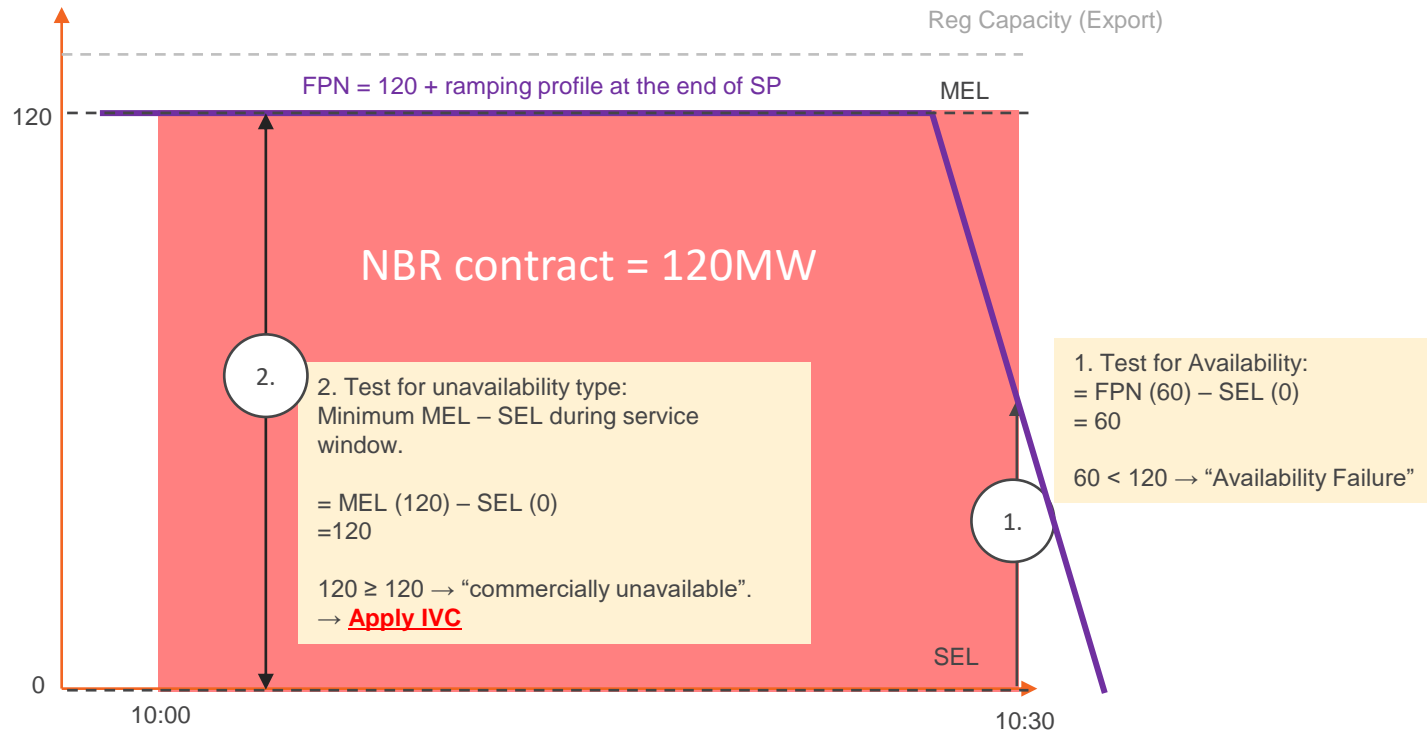 Reg Capacity (Export)
FPN = 120 + ramping profile at the end of SP
MEL
120
NBR contract = 120MW
2.
2. Test for unavailability type:
Minimum MEL – SEL during service
window.
= MEL (120) – SEL (0)
=120
120 ≥ 120 → “commercially unavailable”.
→ Apply IVC
1. Test for Availability:
= FPN (60) – SEL (0)
= 60
60 < 120 → “Availability Failure”
1.
SEL
0
10:00
10:30